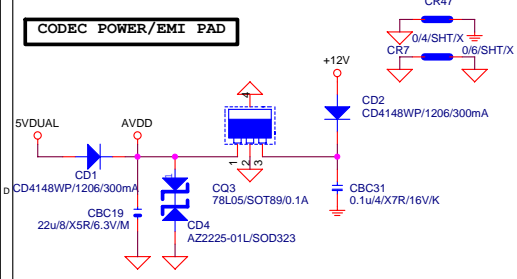 CR47
CODEC POWER/EMI PAD
0/4/SHT/X
CR7
0/6/SHT/X
+12V
4
CD2
CD4148WP/1206/300mA
5VDUAL
AVDD
1
2
3
CD1
CD4148WP/1206/300mA
CQ3
78L05/SOT89/0.1A
CBC31
0.1u/4/X7R/16V/K
D
CBC19
22u/8/X5R/6.3V/M
CD4
AZ2225-01L/SOD323